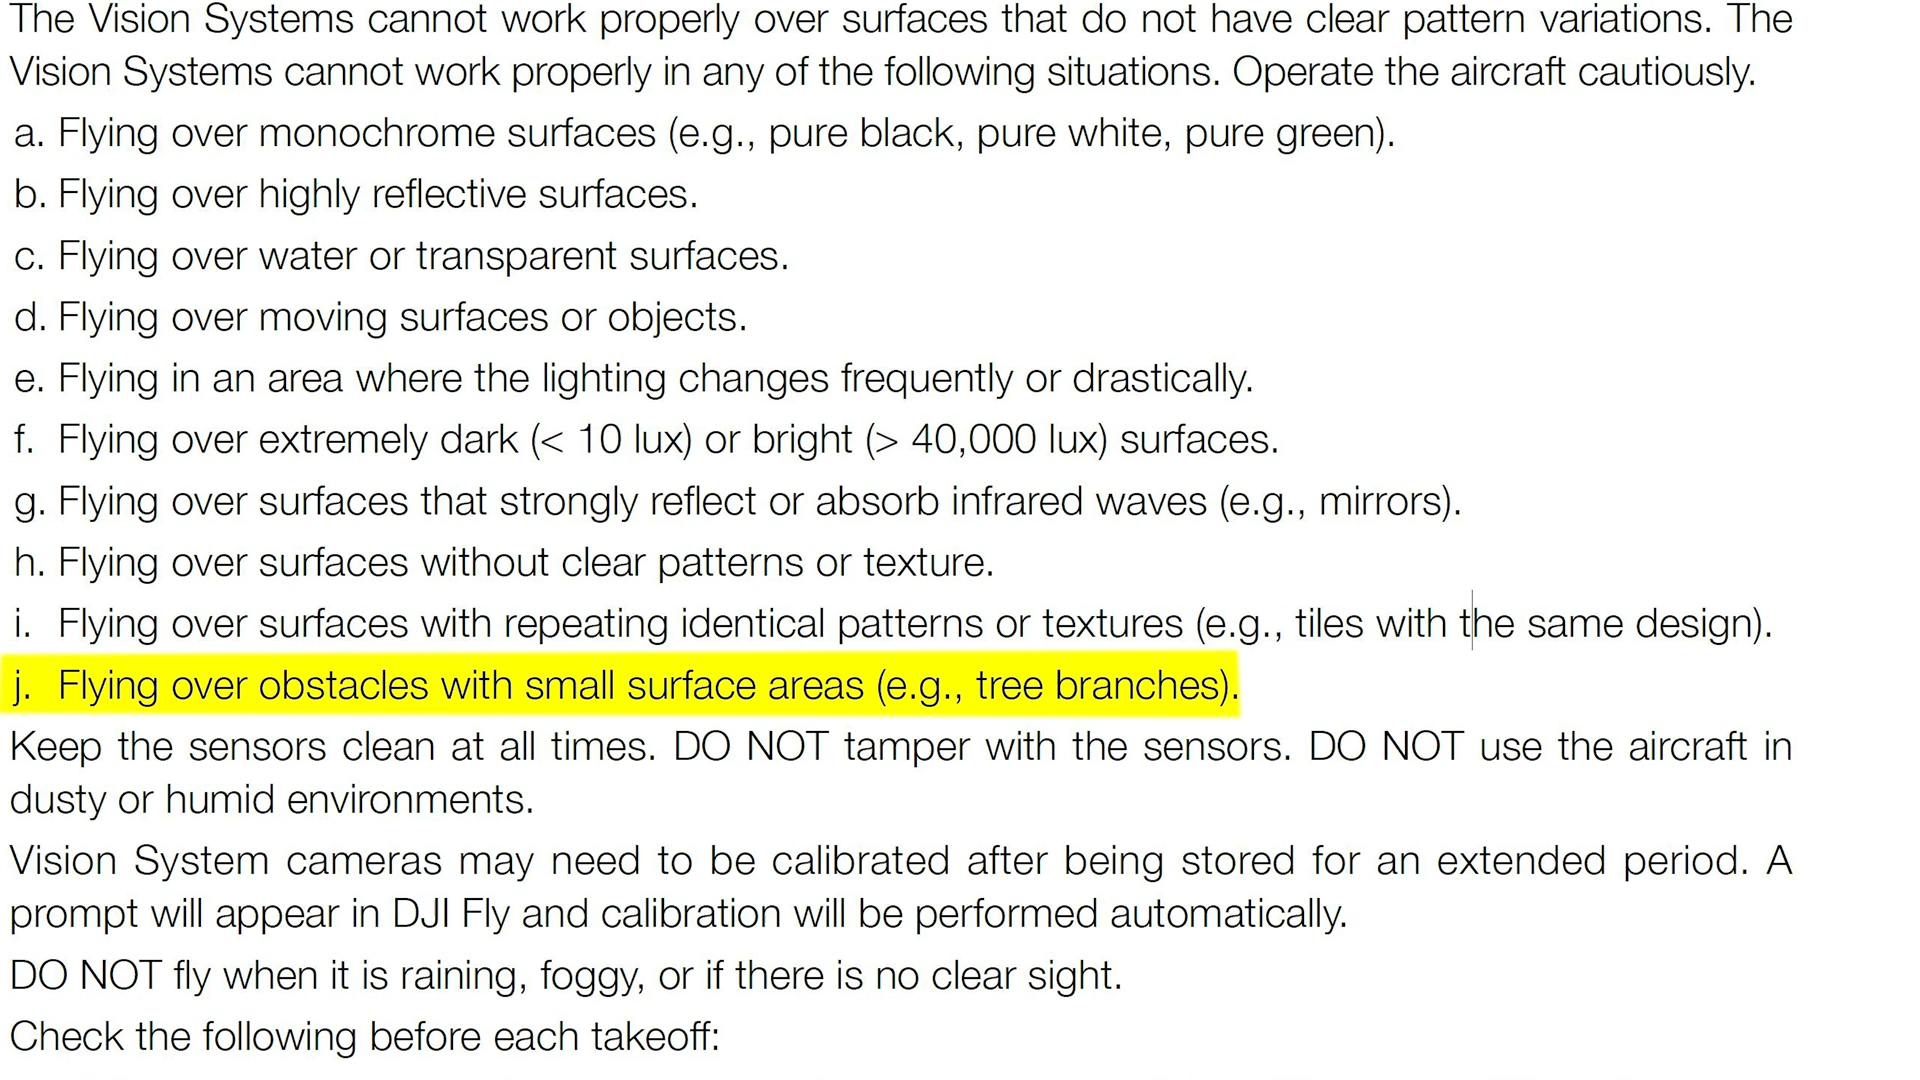 The Vision Systems cannot work properly over surfaces that do not have clear pattern variations. The
Vision Systems cannot work properly in any of the following situations. Operate the aircraft cautiously.
a. Flying over monochrome surfaces (e.g., pure black, pure white, pure green).
b. Flying over highly reflective surfaces.
c. Flying over water or transparent surfaces.
d. Flying over moving surfaces or objects.
e. Flying in an area where the lighting changes frequently or drastically.
f. Flying over extremely dark (< 10 lux) or bright (> 40,000 lux) surfaces.
g. Flying over surfaces that strongly reflect or absorb infrared waves (e.g., mirrors).
h. Flying over surfaces without clear patterns or texture.
i. Flying over surfaces with repeating identical patterns or textures (e.g., tiles with the same design).
j. Flying over obstacles with small surface areas (e.g., tree branches).
Keep the sensors clean at all times. DO NOT tamper with the sensors. DO NOT use the aircraft in
dusty or humid environments.
Vision System cameras may need to be calibrated after being stored for an extended period. A
prompt will appear in DJI Fly and calibration will be performed automatically.
DO NOT fly when it is raining, foggy, or if there is no clear sight.
Check the following before each takeoff: